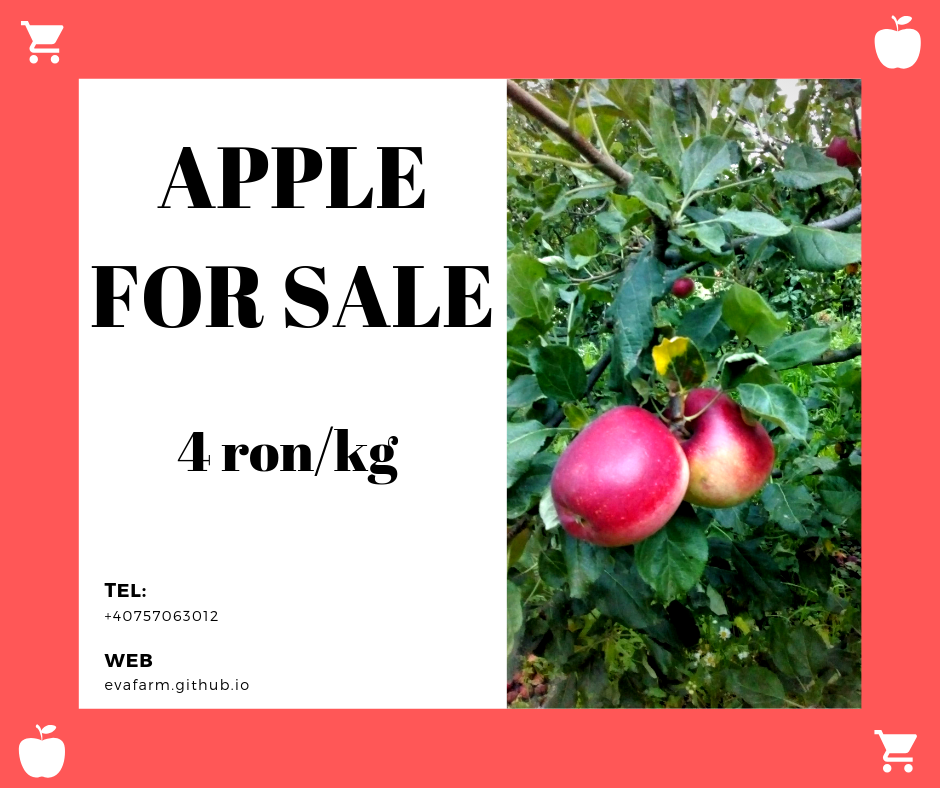 APPLE
FOR SALE
4 ron/kg
TEL:
+40757063012
WEB
evafarm.github.io